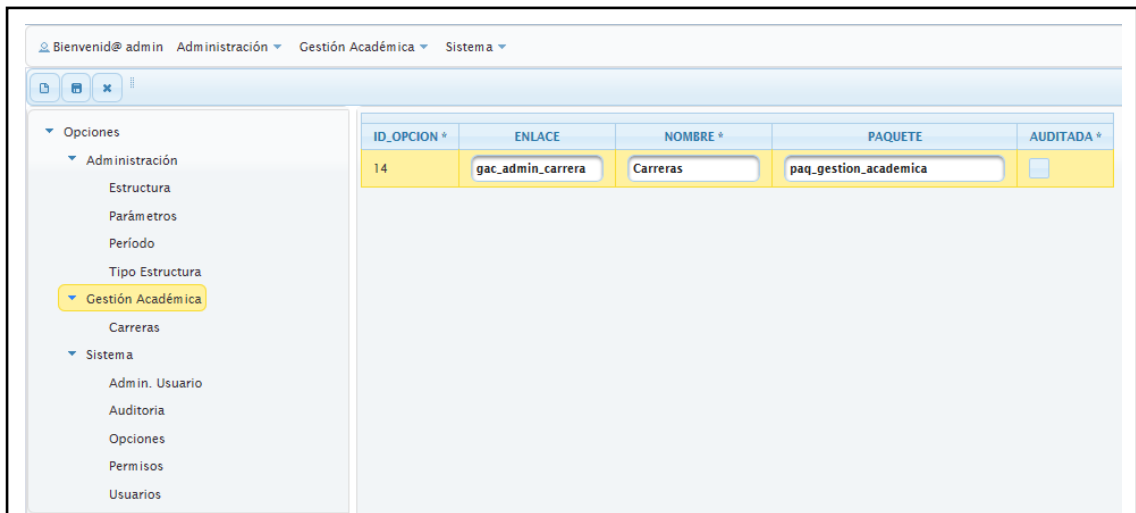 Bienvenid@ admin Administración Gestión Académica Sistema
Opciones
Administración
Estructura
Parámetros
Período
Tipo Estructura
Gestión Académica
Carreras
Sistema
Admin. Usuario
Auditoria
Opciones
Permisos
Usuarios
ID_OPCION * ENLACE NOMBRE * PAQUETE AUDITADA *
14 gac_admin_carrera Carreras paq_gestion_academica